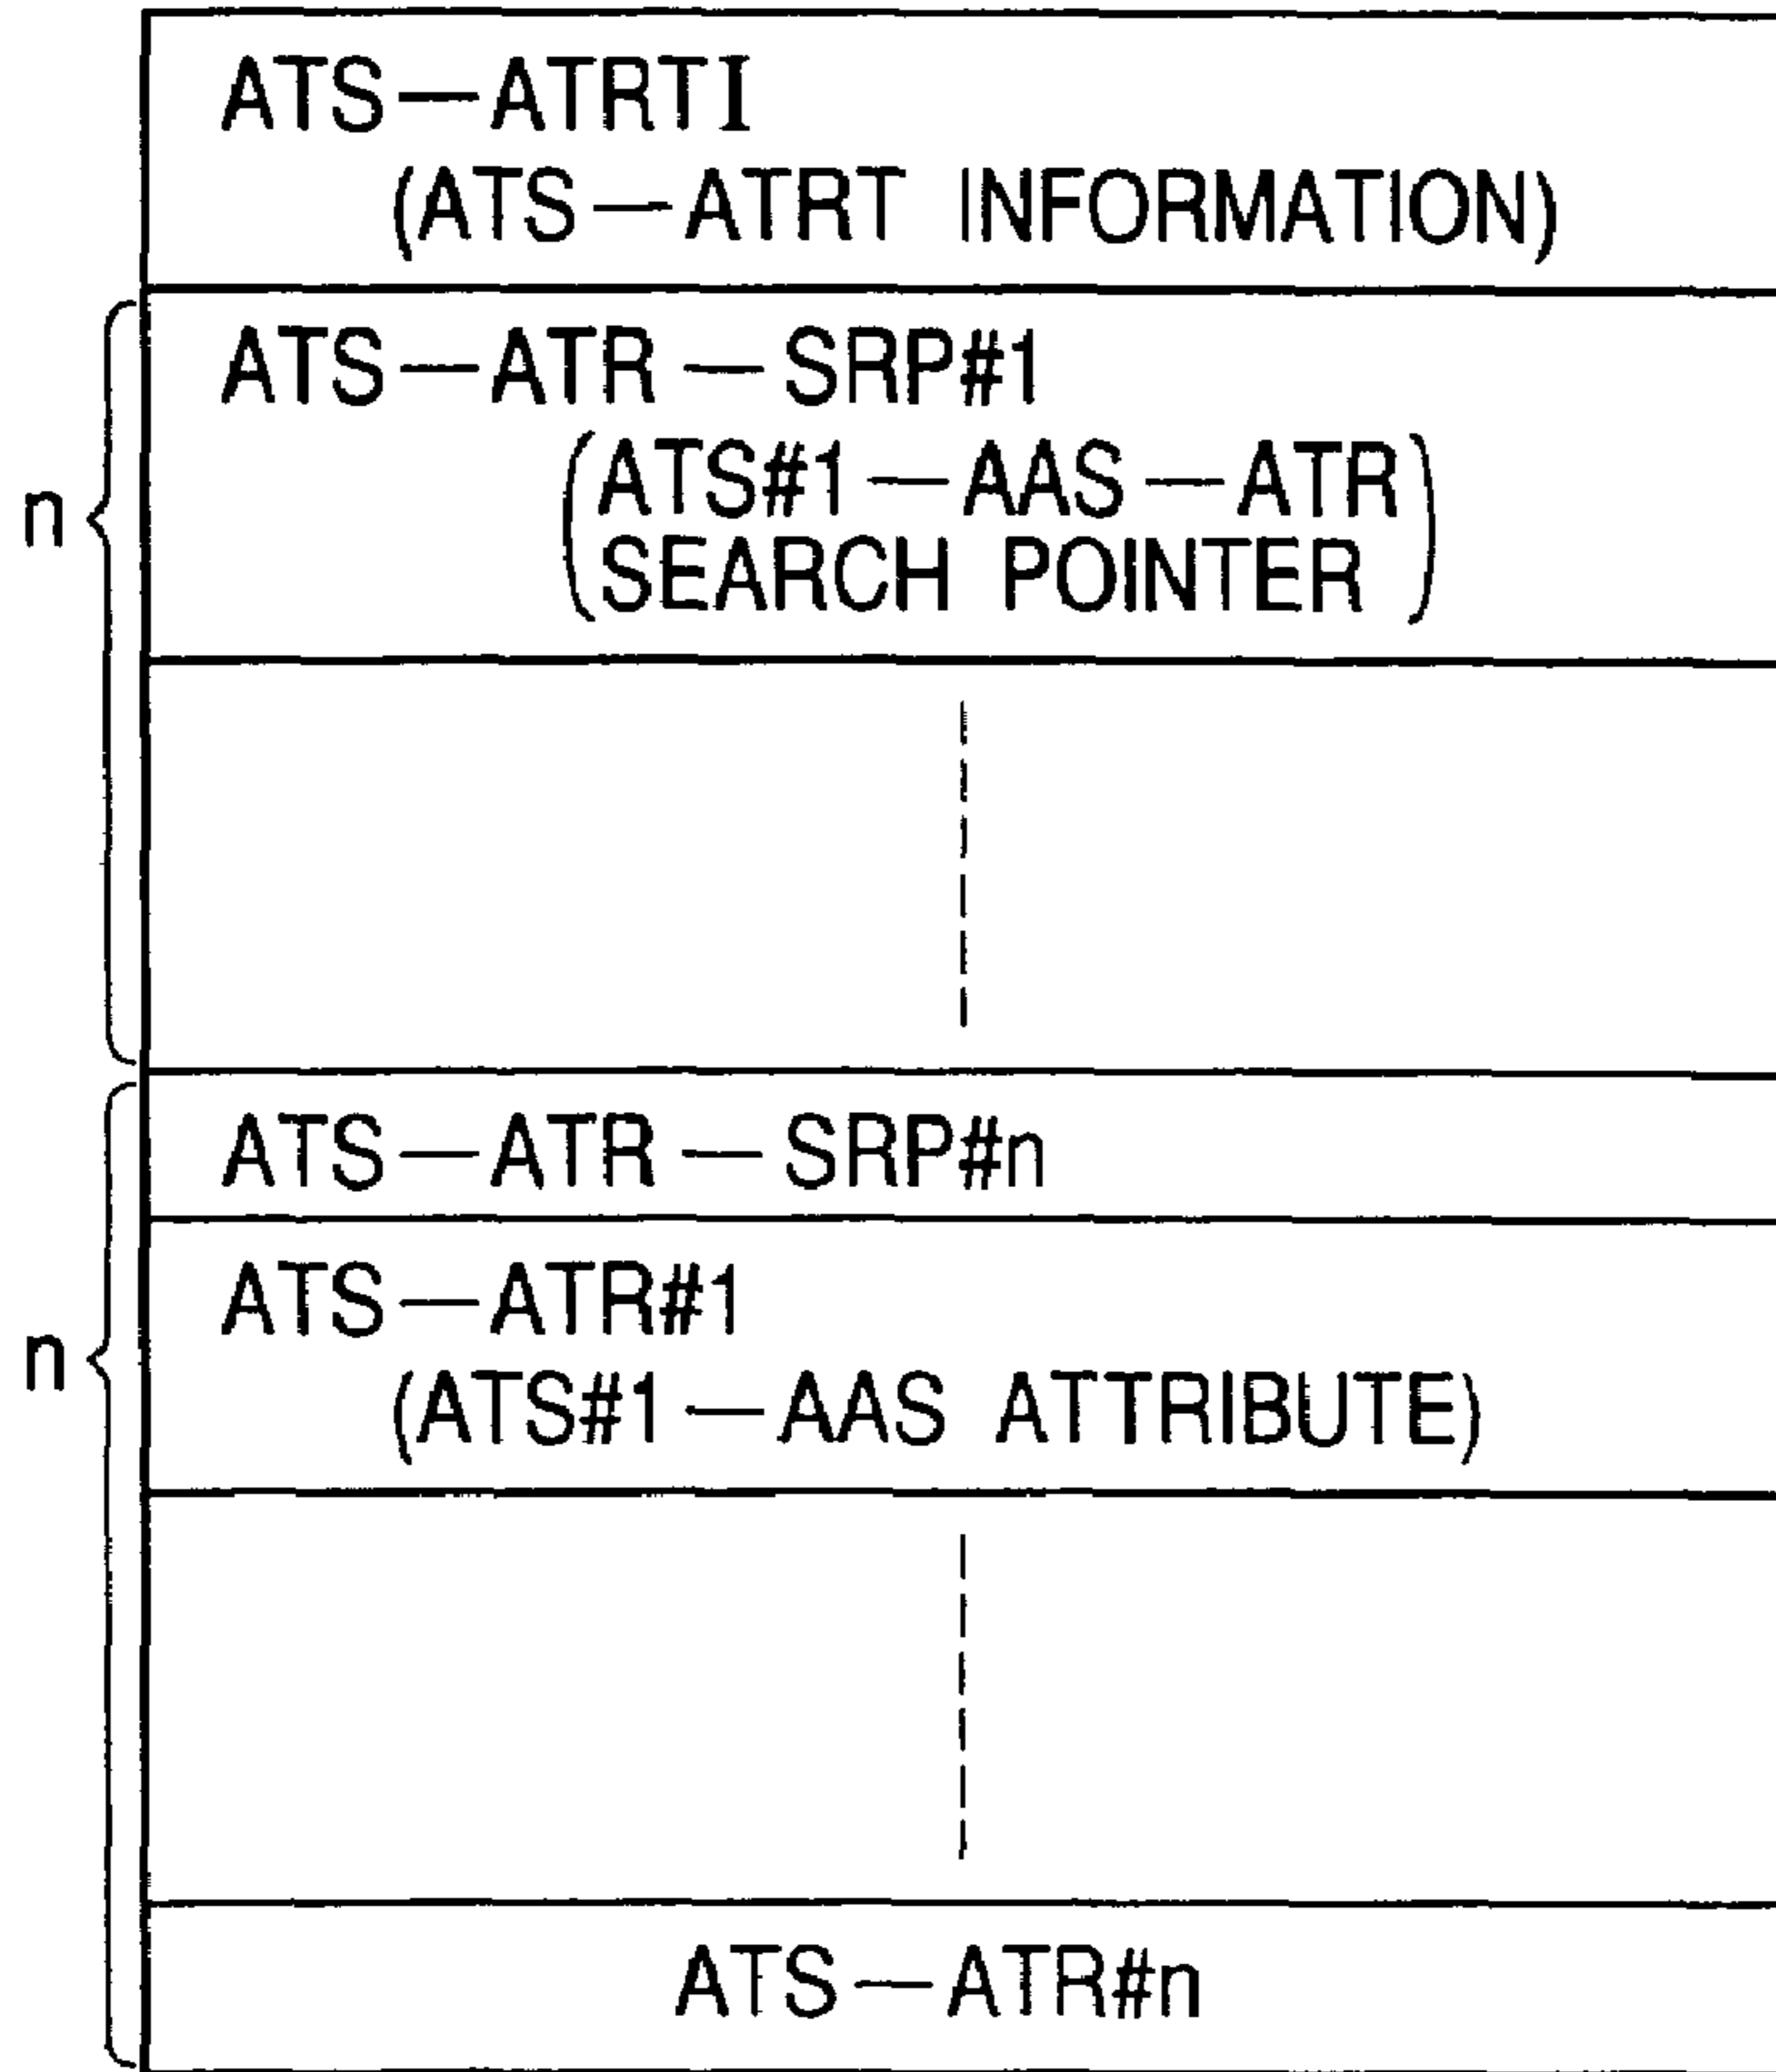 ATS—ATRTI
(ATS—ATRT INFORMATION)
n
ATS—ATR—SRP#1
(ATS#1—AAS—ATR
SEARCH POINTER)
ATS—ATR—SRP#n
n
ATS—ATR#1
(ATS#1—AAS ATTRIBUTE)
ATS—ATR#n